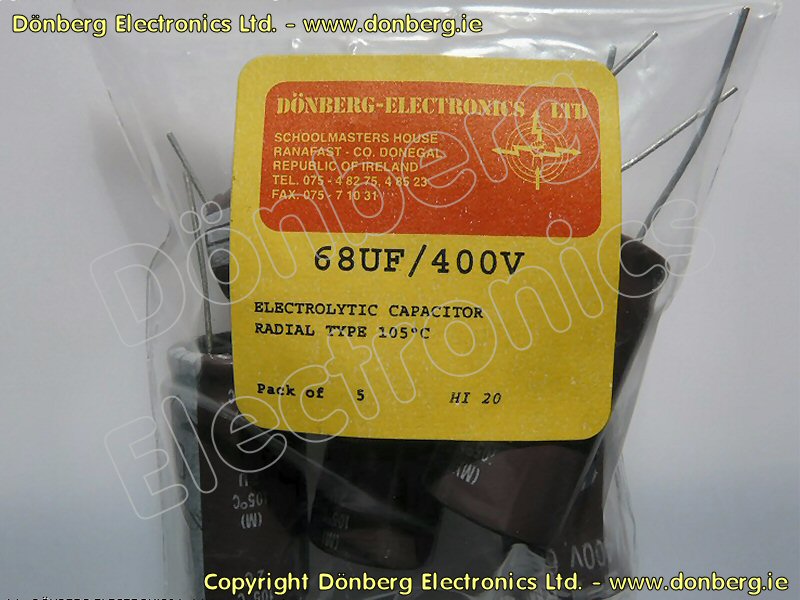 Dönberg Electronics Ltd. - www.donberg.ie
DÖNBERG-ELECTRONICS LTD
SCHOOLMASTERS HOUSE
RANAFAST - CO. DONEGAL
REPUBLIC OF IRELAND
TEL. 075 - 4 82 75, 4 85 23
FAX. 075 - 7 10 31
Dönberg
Electronics
68UF/400V
ELECTROLYTIC CAPACITOR
RADIAL TYPE 105ºC
Pack of 5 HI 20
105°C
(M)
(M)
105°C
(M)
Copyright Dönberg Electronics Ltd. - www.donberg.ie